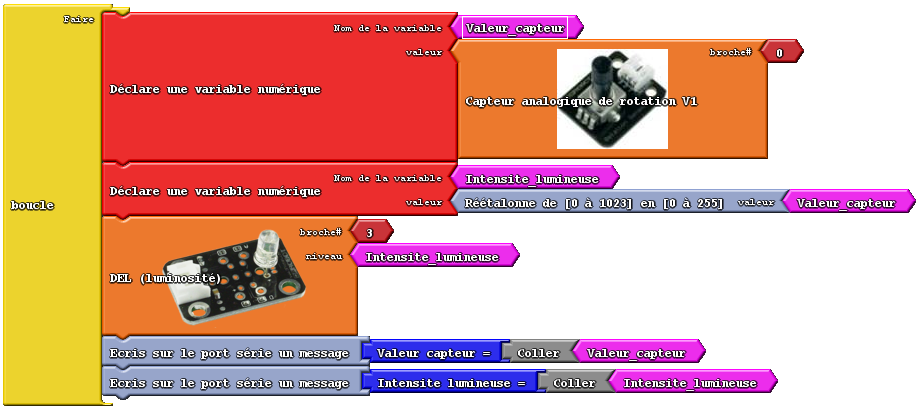 Faire
Nom de la variable Valeur_capteur
valeur
broche# 0
Déclare une variable numérique
Capteur analogique de rotation V1
Nom de la variable Intensite_lumineuse
Déclare une variable numérique
valeur Réétalonne de [0 à 1023] en [0 à 255] valeur Valeur_capteur
boucle
broche# 3
niveau Intensite_lumineuse
DEL (luminosité)
Ecris sur le port série un message Valeur capteur = Coller Valeur_capteur
Ecris sur le port série un message Intensite lumineuse = Coller Intensite_lumineuse